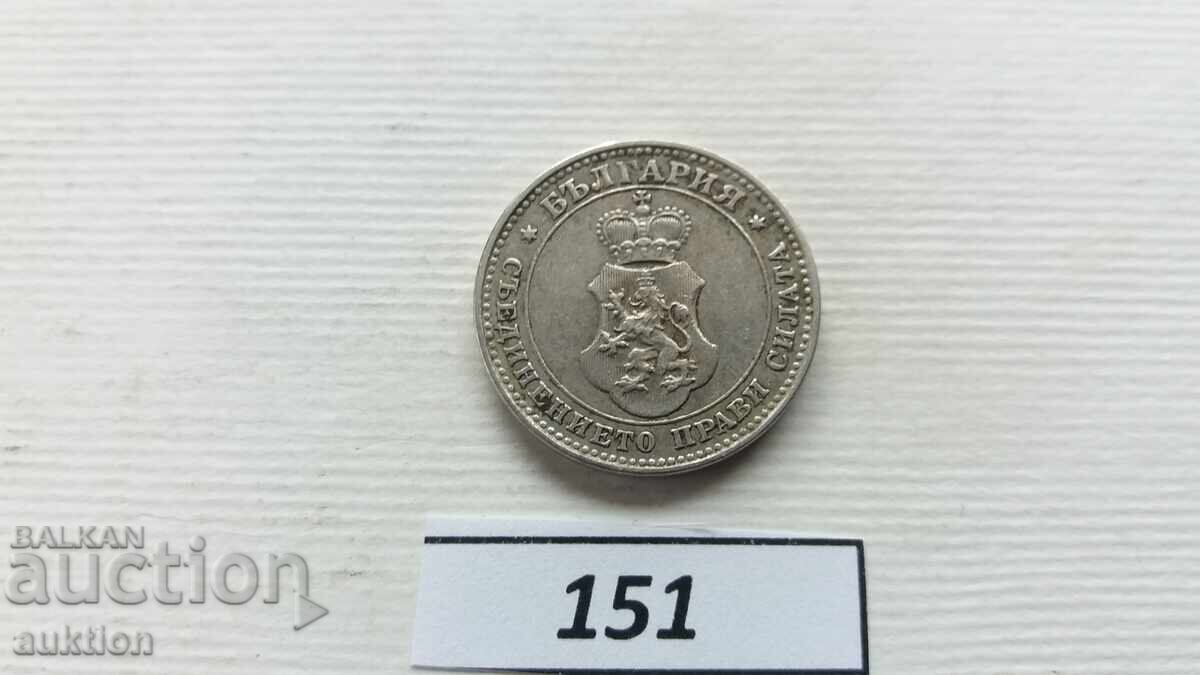 БЪЛГАРИЯ
* СЪЕДИНЕНИЕТО ПРАВИ СИЛАТА *
151
BALKAN
auction
auktion